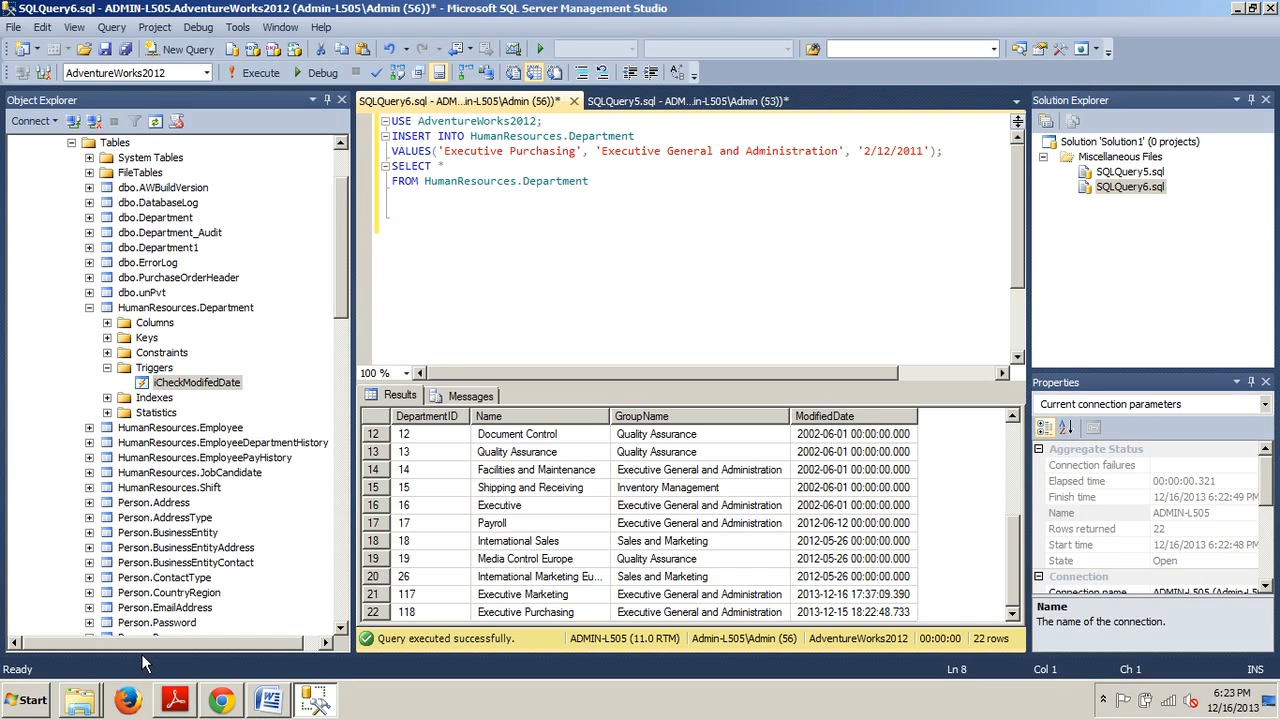 SQLQuery6.sql - ADMIN-L505.AdventureWorks2012 (Admin-L505\Admin (56))* - Microsoft SQL Server Management Studio
File Edit View Query Project Debug Tools Window Help
New Query
AdventureWorks2012 Execute Debug
Object Explorer
Connect
Tables
System Tables
FileTables
dbo.AWBuildVersion
dbo.DatabaseLog
dbo.Department
dbo.Department_Audit
dbo.Department1
dbo.ErrorLog
dbo.PurchaseOrderHeader
dbo.unPvt
HumanResources.Department
Columns
Keys
Constraints
Triggers
iCheckModifedDate
Indexes
Statistics
HumanResources.Employee
HumanResources.EmployeeDepartmentHistory
HumanResources.EmployeePayHistory
HumanResources.JobCandidate
HumanResources.Shift
Person.Address
Person.AddressType
Person.BusinessEntity
Person.BusinessEntityAddress
Person.BusinessEntityContact
Person.ContactType
Person.CountryRegion
Person.EmailAddress
Person.Password
SQLQuery6.sql - ADM...in-L505\Admin (56))* SQLQuery5.sql - ADM...in-L505\Admin (53))*
USE AdventureWorks2012;
INSERT INTO HumanResources.Department
VALUES('Executive Purchasing', 'Executive General and Administration', '2/12/2011');
SELECT *
FROM HumanResources.Department
100 %
Results Messages
DepartmentID Name GroupName ModifiedDate
12 12 Document Control Quality Assurance 2002-06-01 00:00:00.000
13 13 Quality Assurance Quality Assurance 2002-06-01 00:00:00.000
14 14 Facilities and Maintenance Executive General and Administration 2002-06-01 00:00:00.000
15 15 Shipping and Receiving Inventory Management 2002-06-01 00:00:00.000
16 16 Executive Executive General and Administration 2002-06-01 00:00:00.000
17 17 Payroll Executive General and Administration 2012-06-12 00:00:00.000
18 18 International Sales Sales and Marketing 2012-05-26 00:00:00.000
19 19 Media Control Europe Quality Assurance 2012-05-26 00:00:00.000
20 26 International Marketing Eu... Sales and Marketing 2012-05-26 00:00:00.000
21 117 Executive Marketing Executive General and Administration 2013-12-16 17:37:09.390
22 118 Executive Purchasing Executive General and Administration 2013-12-15 18:22:48.733
Query executed successfully. ADMIN-L505 (11.0 RTM) Admin-L505\Admin (56) AdventureWorks2012 00:00:00 22 rows
Solution Explorer
Solution 'Solution1' (0 projects)
Miscellaneous Files
SQLQuery5.sql
SQLQuery6.sql
Properties
Current connection parameters
Aggregate Status
Connection failures
Elapsed time 00:00:00.321
Finish time 12/16/2013 6:22:49 PM
Name ADMIN-L505
Rows returned 22
Start time 12/16/2013 6:22:48 PM
State Open
Connection
Connection name ADMIN-L505 (Admin-L5
Name
The name of the connection.
Ready Ln 8 Col 1 Ch 1 INS
Start
6:23 PM
12/16/2013